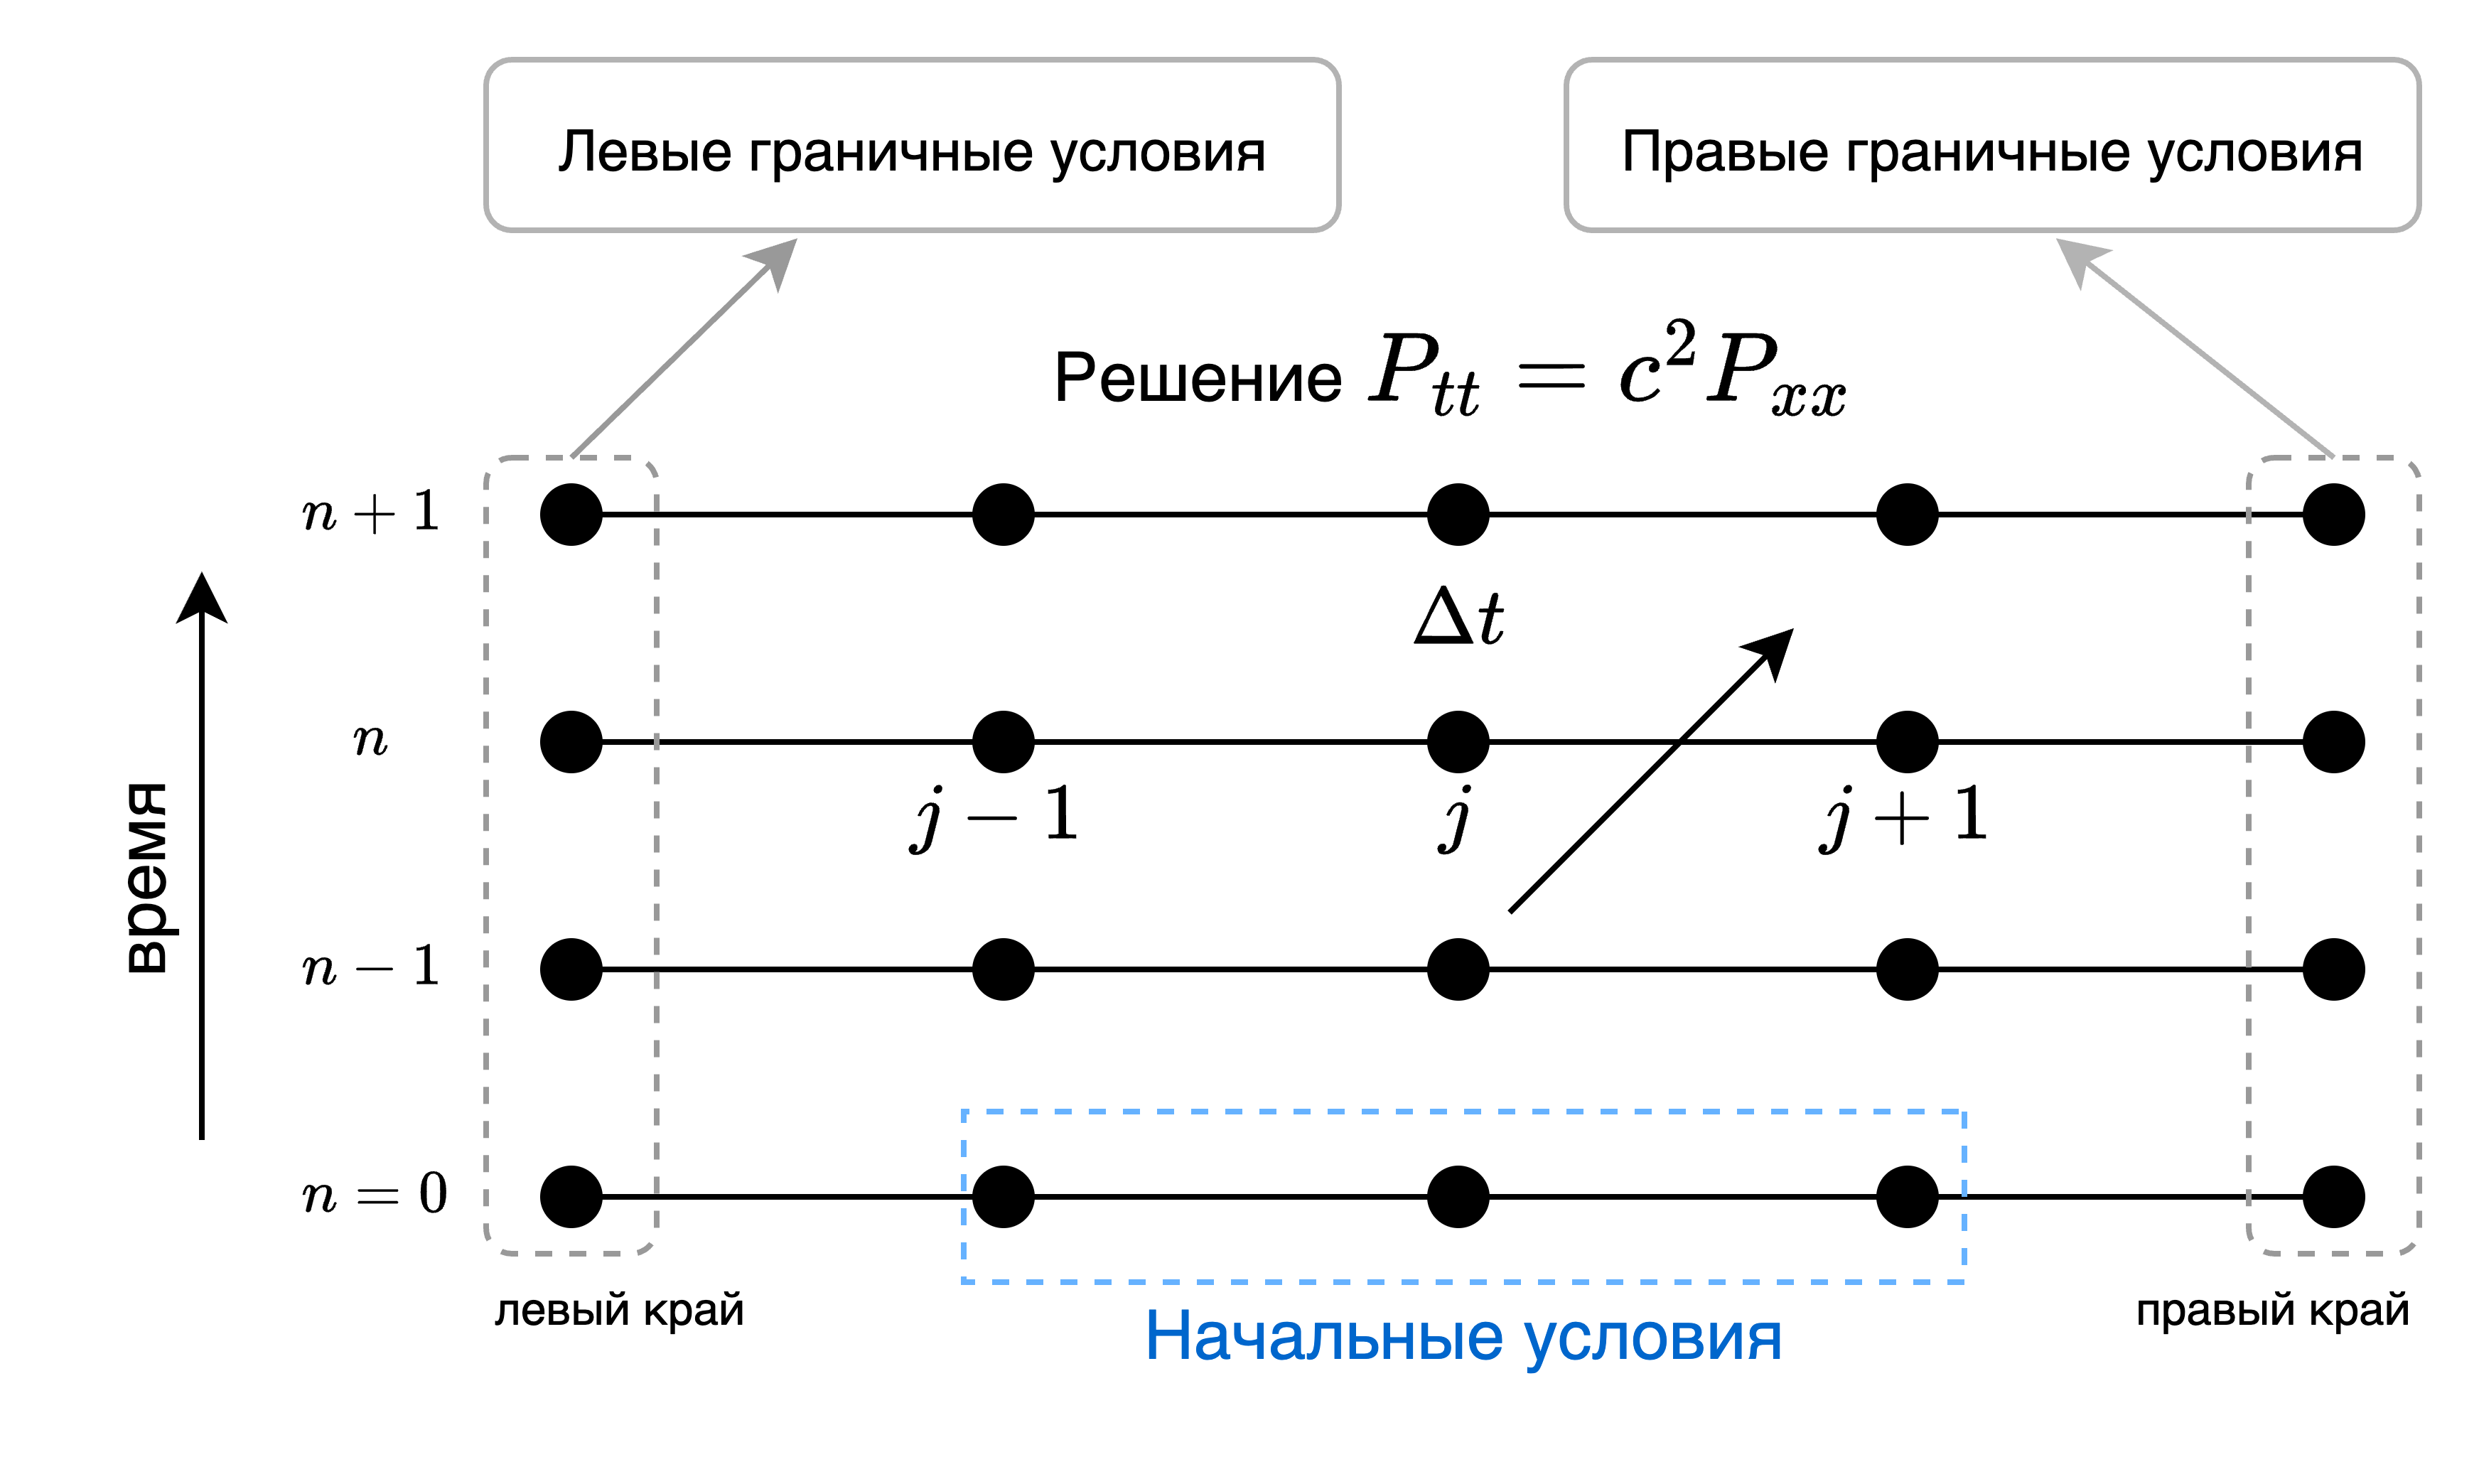 Левые граничные условия
Правые граничные условия
Решение P_{tt} = c^2 P_{xx}
n + 1
Δt
n
j − 1
j
j + 1
время
n − 1
n = 0
левый край
правый край
Начальные условия